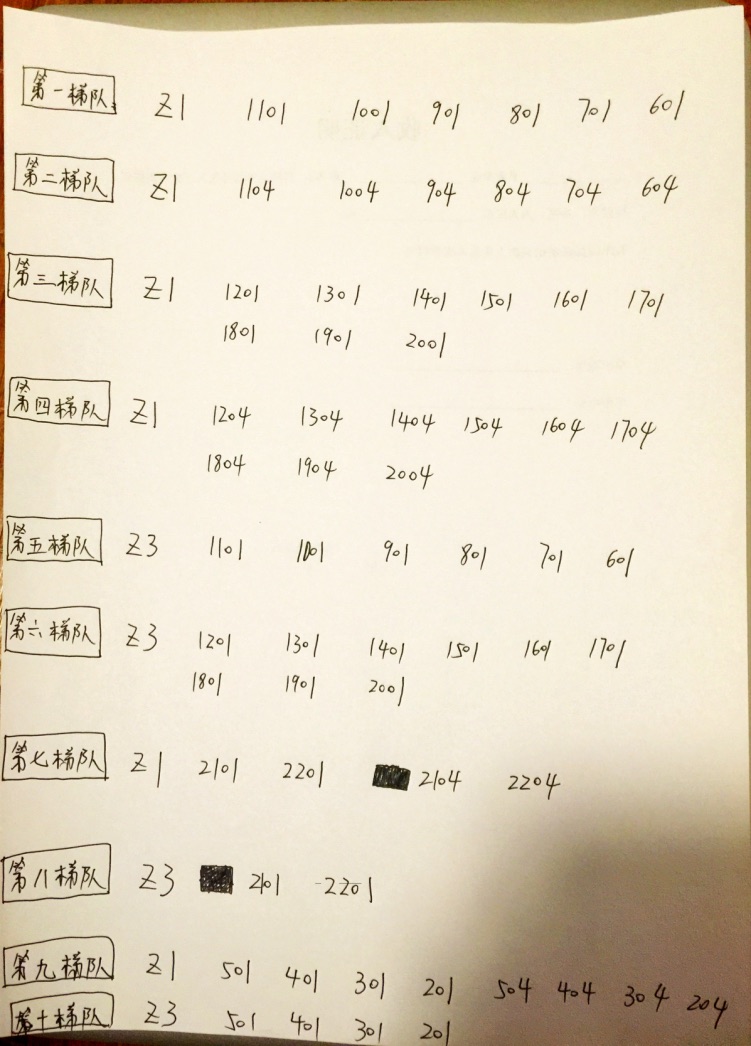 第一梯队 Z1 1101 1001 901 801 701 601
第二梯队 Z1 1104 1004 904 804 704 604
第三梯队 Z1 1201 1301 1401 1501 1601 1701
1801 1901 2001
第四梯队 Z1 1204 1304 1404 1504 1604 1704
1804 1904 2004
第五梯队 Z3 1101 1001 901 801 701 601
第六梯队 Z3 1201 1301 1401 1501 1601 1701
1801 1901 2001
第七梯队 Z1 2101 2201 2104 2204
第八梯队 Z3 2101 2201
第九梯队 Z1 501 401 301 201 504 404 304 204
第十梯队 Z3 501 401 301 201